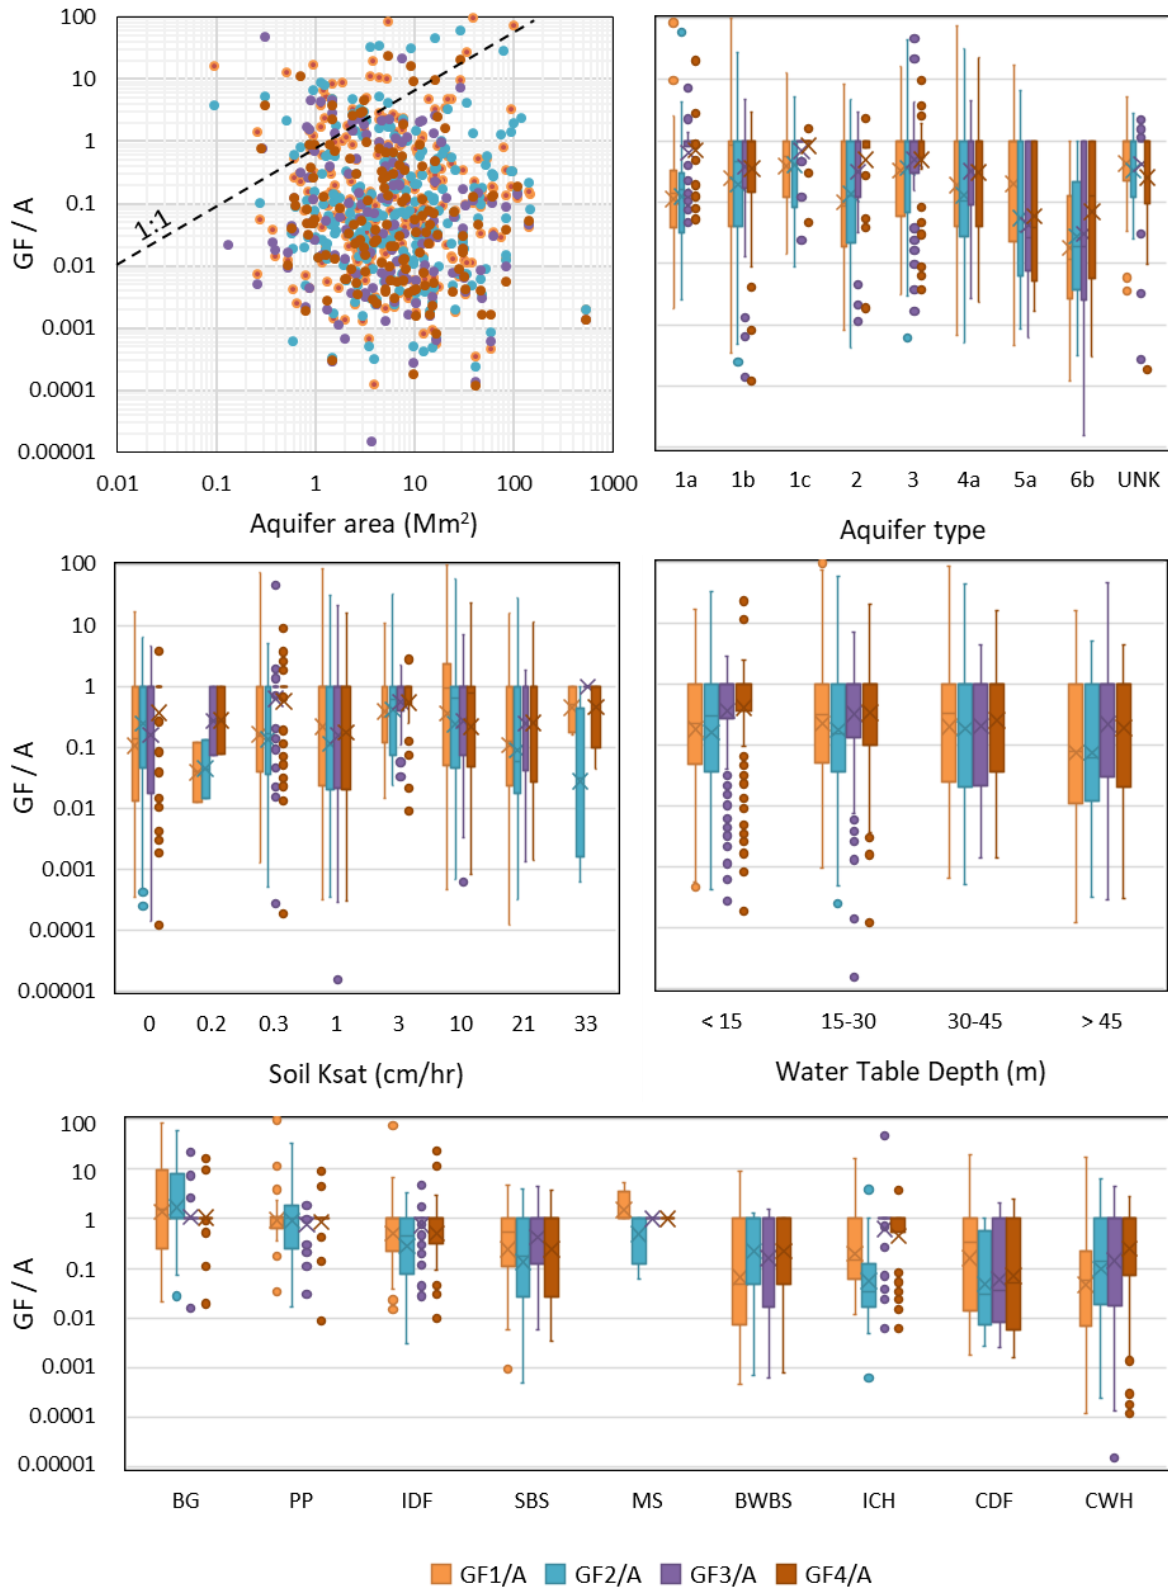 100
10
1
0.1
0.01
0.001
0.0001
0.00001
GF / A
1:1
0.01 0.1 1 10 100 1000
Aquifer area (Mm²)
1a 1b 1c 2 3 4a 5a 6b UNK
Aquifer type
100
10
1
0.1
0.01
0.001
0.0001
0.00001
GF / A
0 0.2 0.3 1 3 10 21 33
Soil Ksat (cm/hr)
< 15 15-30 30-45 > 45
Water Table Depth (m)
100
10
1
0.1
0.01
0.001
0.0001
0.00001
GF / A
BG PP IDF SBS MS BWBS ICH CDF CWH
GF1/A GF2/A GF3/A GF4/A